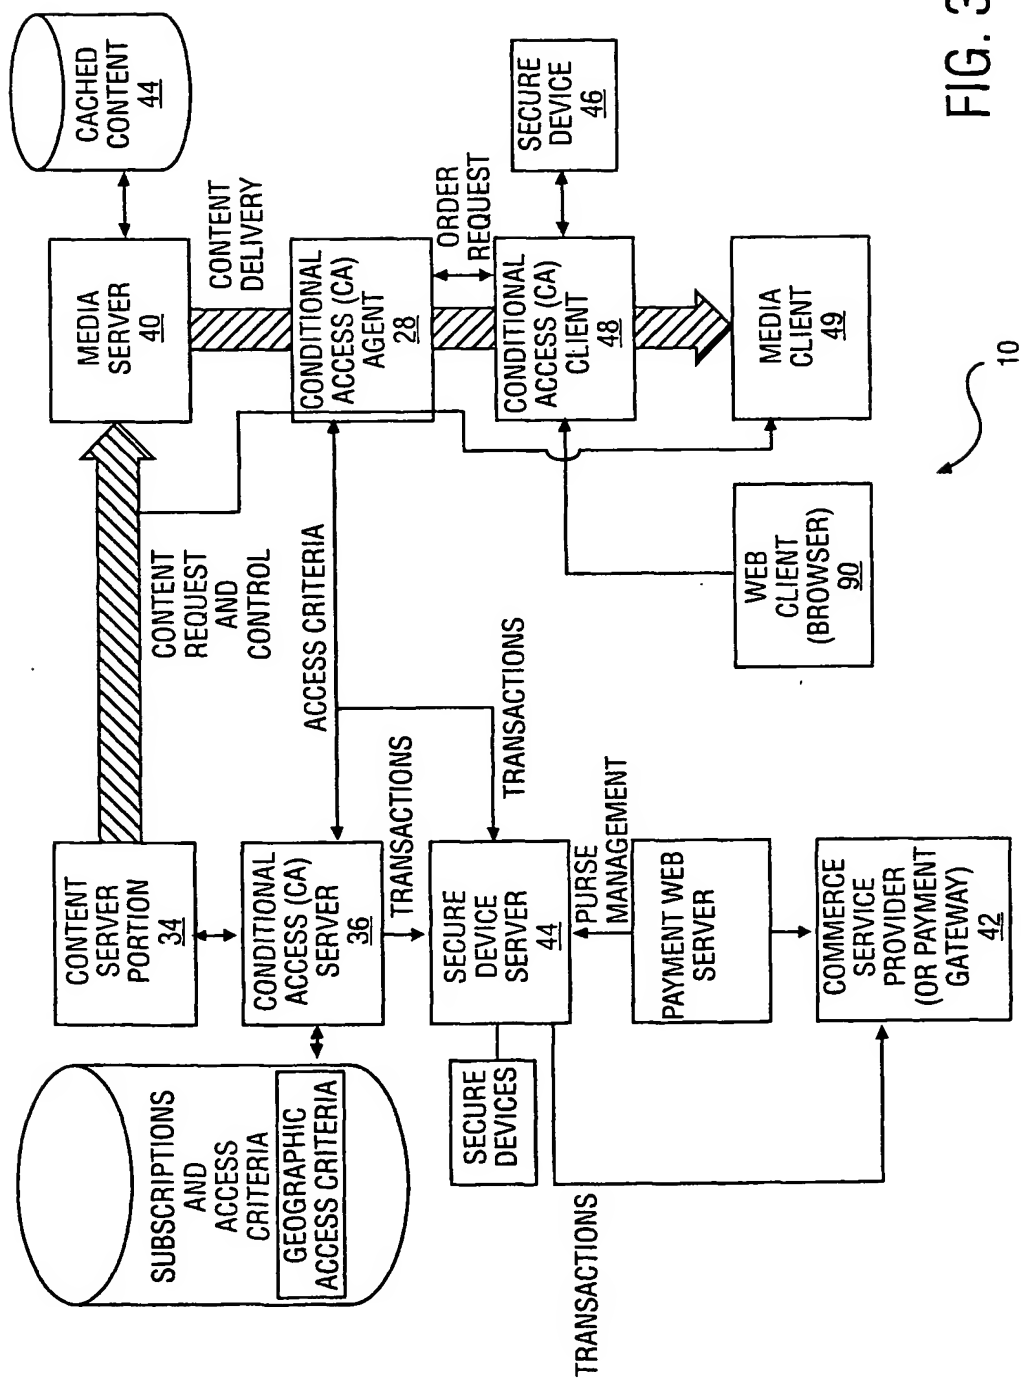 SUBSCRIPTIONS
AND
ACCESS
CRITERIA
GEOGRAPHIC
ACCESS CRITERIA
CONTENT
SERVER
PORTION
34
CONDITIONAL
ACCESS (CA)
SERVER
36
TRANSACTIONS
SECURE
DEVICE
SERVER
44
SECURE
DEVICES
PURSE
MANAGEMENT
PAYMENT WEB
SERVER
COMMERCE
SERVICE
PROVIDER
(OR PAYMENT
GATEWAY)
42
TRANSACTIONS
TRANSACTIONS
ACCESS CRITERIA
CONTENT
REQUEST
AND
CONTROL
MEDIA
SERVER
40
CACHED
CONTENT
44
CONTENT
DELIVERY
CONDITIONAL
ACCESS (CA)
AGENT
28
ORDER
REQUEST
CONDITIONAL
ACCESS (CA)
CLIENT
48
SECURE
DEVICE
46
MEDIA
CLIENT
49
WEB
CLIENT
(BROWSER)
90
10
FIG. 3